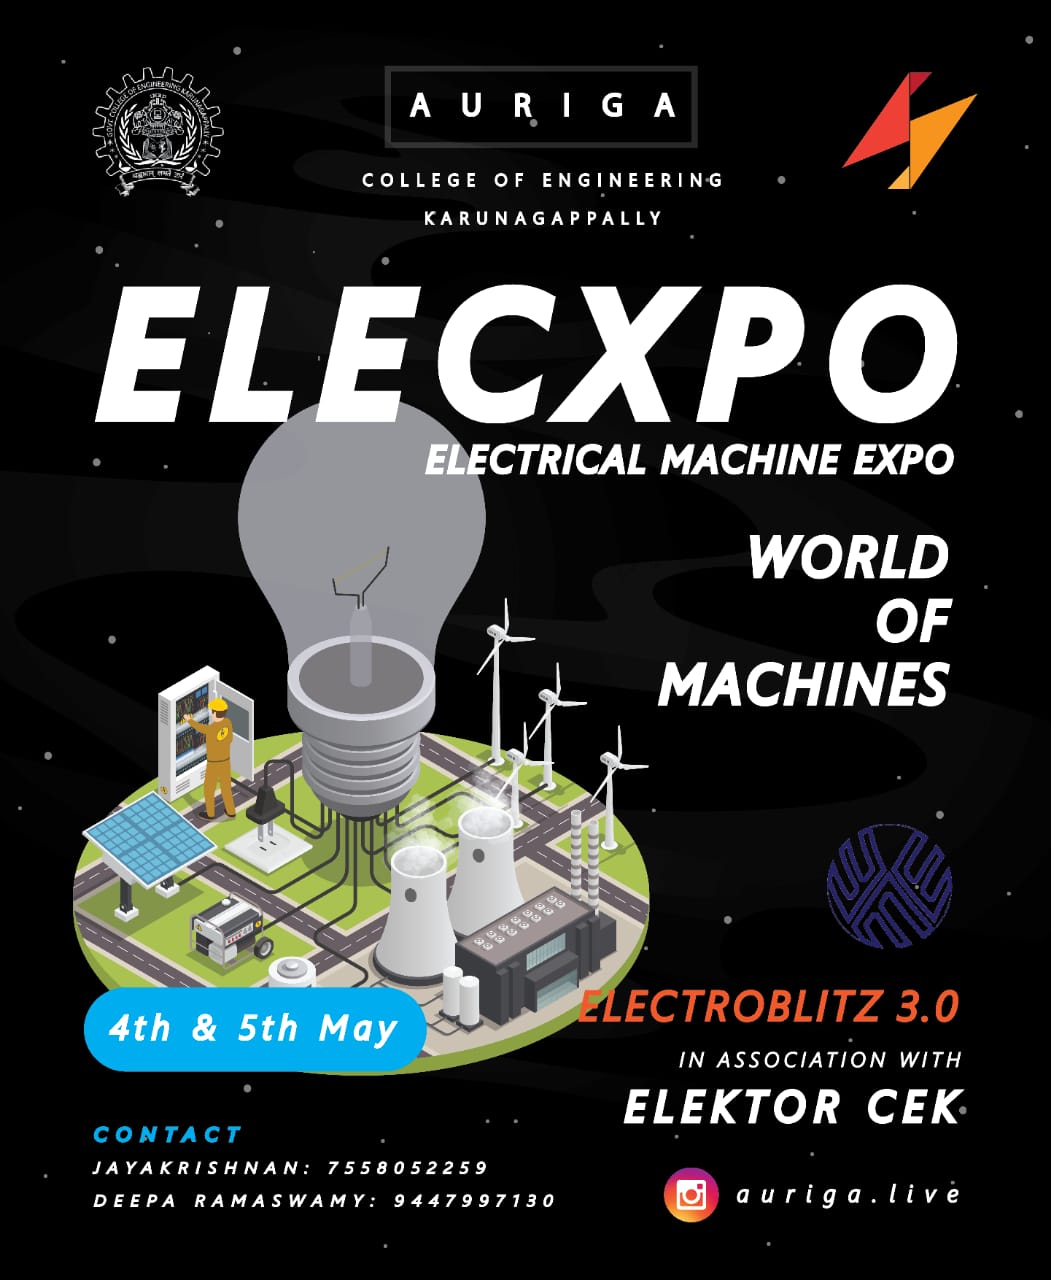 AURIGA
COLLEGE OF ENGINEERING
KARUNAGAPPALLY
ELECXPO
ELECTRICAL MACHINE EXPO
WORLD
OF
MACHINES
4th & 5th May
ELECTROBLITZ 3.0
IN ASSOCIATION WITH
ELEKTOR CEK
CONTACT
JAYAKRISHNAN: 7558052259
DEEPA RAMASWAMY: 9447997130
auriga.live